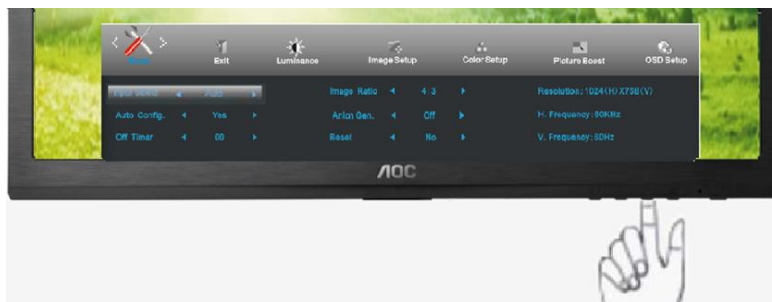 Exit
Luminance
Image Setup
Color Setup
Picture Boost
OSD Setup
Image Ratio 4:3
Resolution:1024(H)X768(V)
Auto Config. Yes
Off
H. Frequency:60KHz
Off Timer 00
Reset No
V. Frequency:60Hz
AOC